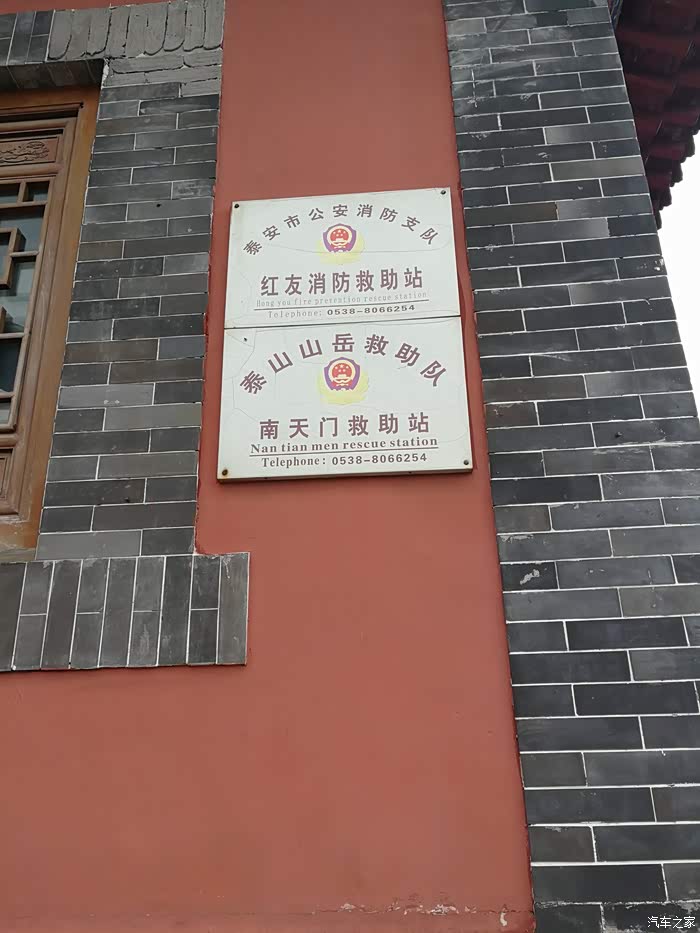 泰安市公安消防支队
红友消防救助站
Hong you fire prevention rescue station
Telephone: 0538-8066254
泰山山岳救助队
南天门救助站
Nan tian men rescue station
Telephone: 0538-8066254
汽车之家